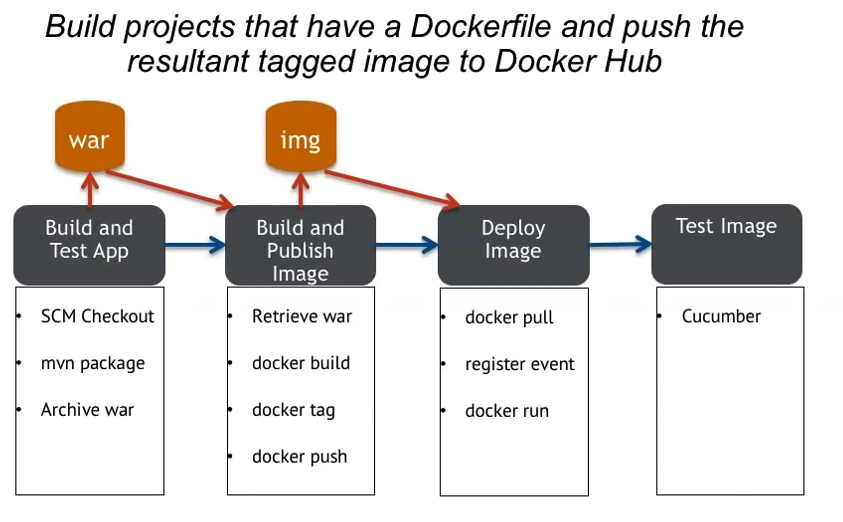 Build projects that have a Dockerfile and push the
resultant tagged image to Docker Hub
war
img
Build and
Test App
Build and
Publish
Image
Deploy
Image
Test Image
• SCM Checkout
• mvn package
• Archive war
• Retrieve war
• docker build
• docker tag
• docker push
• docker pull
• register event
• docker run
• Cucumber